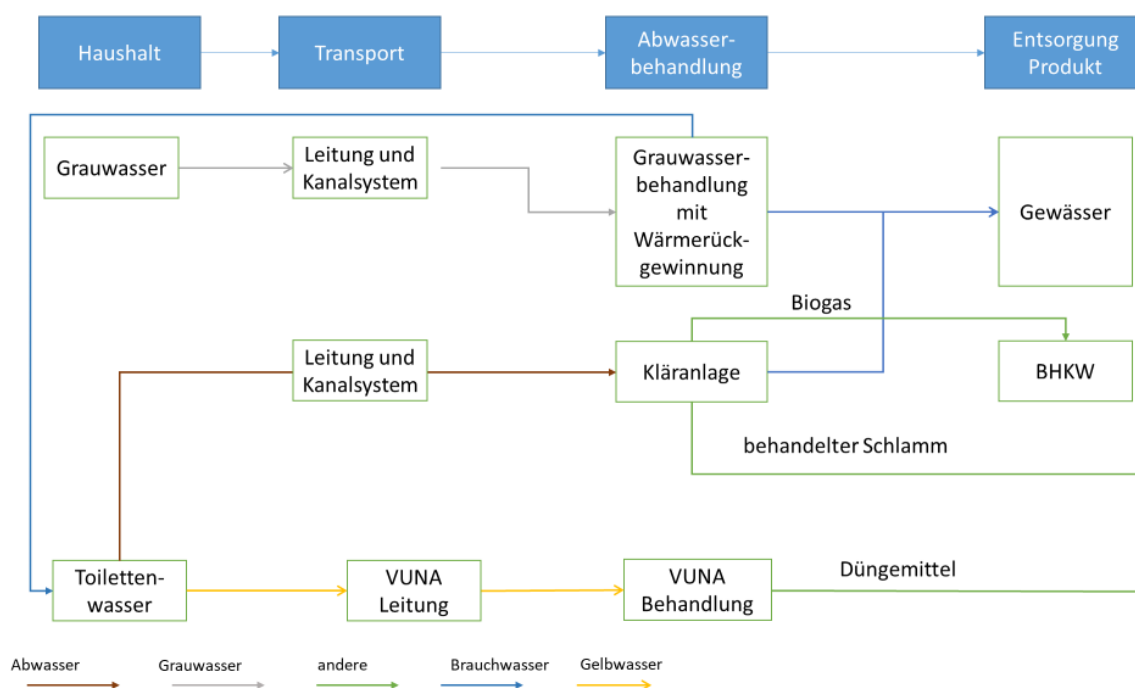 Haushalt
Transport
Abwasser-
behandlung
Entsorgung
Produkt
Grauwasser
Leitung und
Kanalsystem
Grauwasser-
behandlung
mit
Wärmerück-
gewinnung
Gewässer
Biogas
Leitung und
Kanalsystem
Kläranlage
BHKW
behandelter Schlamm
Toiletten-
wasser
VUNA
Leitung
VUNA
Behandlung
Düngemittel
Abwasser
Grauwasser
andere
Brauchwasser
Gelbwasser